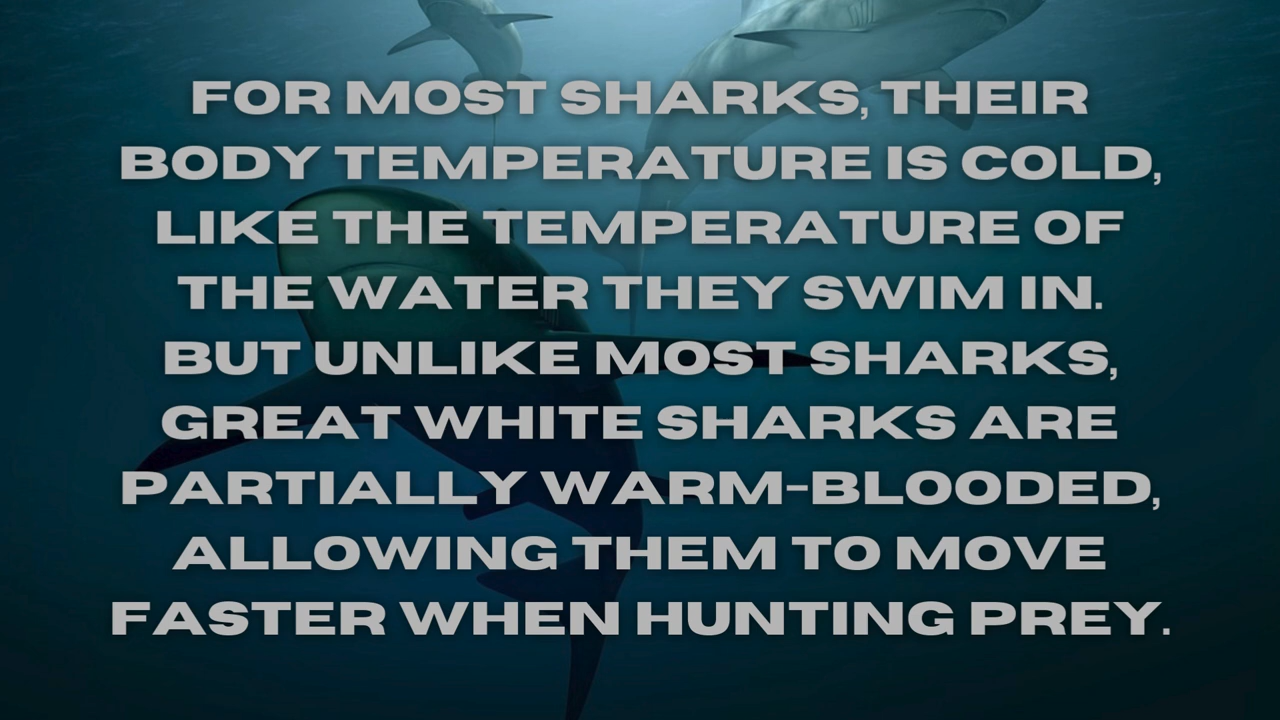 FOR MOST SHARKS, THEIR
BODY TEMPERATURE IS COLD,
LIKE THE TEMPERATURE OF
THE WATER THEY SWIM IN.
BUT UNLIKE MOST SHARKS,
GREAT WHITE SHARKS ARE
PARTIALLY WARM-BLOODED,
ALLOWING THEM TO MOVE
FASTER WHEN HUNTING PREY.